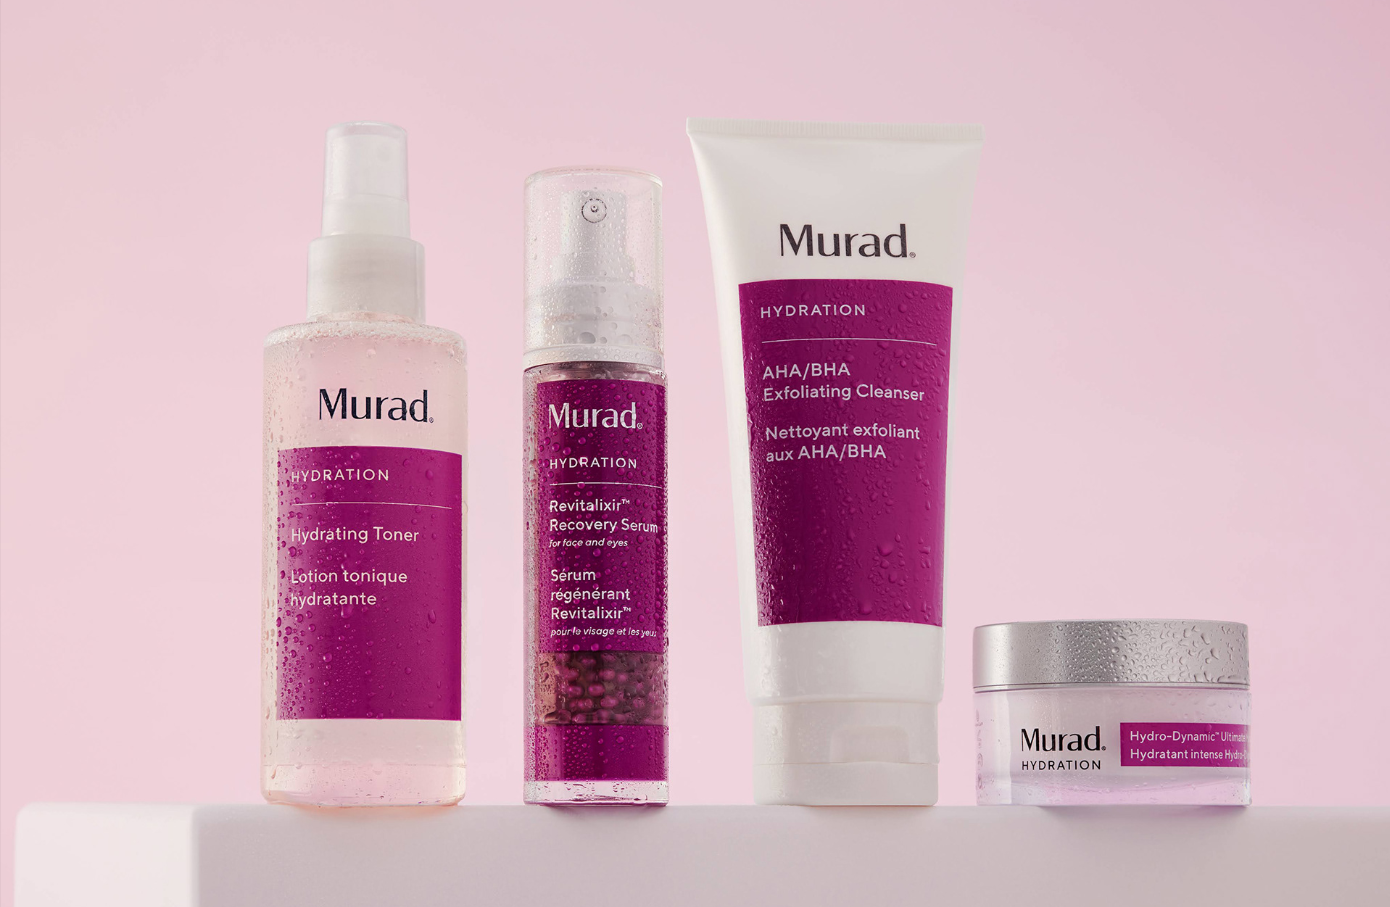 Murad®
HYDRATION
Hydrating Toner
Lotion tonique
hydratante
Murad®
HYDRATION
Revitalixir™
Recovery Serum
for face and eyes
Sérum
régénérant
Revitalixir™
pour le visage et les yeux
Murad®
HYDRATION
AHA/BHA
Exfoliating Cleanser
Nettoyant exfoliant
aux AHA/BHA
Murad®
HYDRATION
Hydro-Dynamic™ Ultimate
Hydratant intense Hydro-